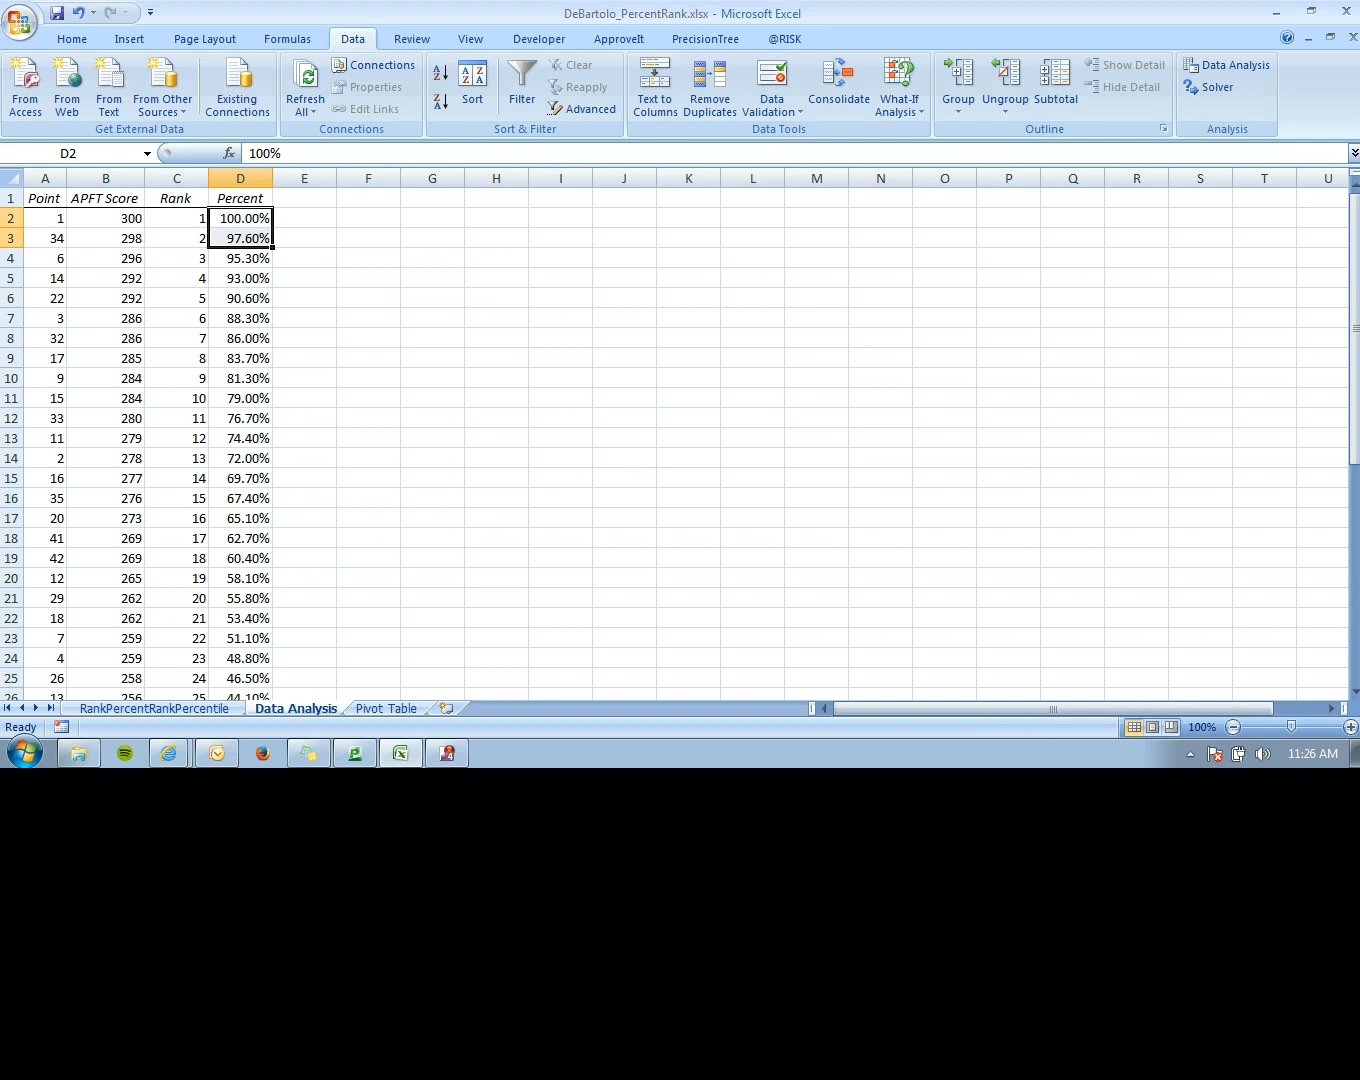 DeBartolo_PercentRank.xlsx - Microsoft Excel
Home Insert Page Layout Formulas Data Review View Developer ApproveIt PrecisionTree @RISK
From Access From Web From Text From Other Sources Existing Connections Refresh All Connections Properties Edit Links Sort Filter Clear Reapply Advanced Text to Columns Remove Duplicates Data Validation Consolidate What-If Analysis Group Ungroup Subtotal Show Detail Hide Detail Data Analysis Solver
Get External Data Connections Sort & Filter Data Tools Outline Analysis
D2 fx 100%
A B C D E F G H I J K L M N O P Q R S T U
1 Point APFT Score Rank Percent
2 1 300 1 100.00%
3 34 298 2 97.60%
4 6 296 3 95.30%
5 14 292 4 93.00%
6 22 292 5 90.60%
7 3 286 6 88.30%
8 32 286 7 86.00%
9 17 285 8 83.70%
10 9 284 9 81.30%
11 15 284 10 79.00%
12 33 280 11 76.70%
13 11 279 12 74.40%
14 2 278 13 72.00%
15 16 277 14 69.70%
16 35 276 15 67.40%
17 20 273 16 65.10%
18 41 269 17 62.70%
19 42 269 18 60.40%
20 12 265 19 58.10%
21 29 262 20 55.80%
22 18 262 21 53.40%
23 7 259 22 51.10%
24 4 259 23 48.80%
25 26 258 24 46.50%
26 13 256 25 44.10%
RankPercentRankPercentile Data Analysis Pivot Table
Ready 100%
11:26 AM